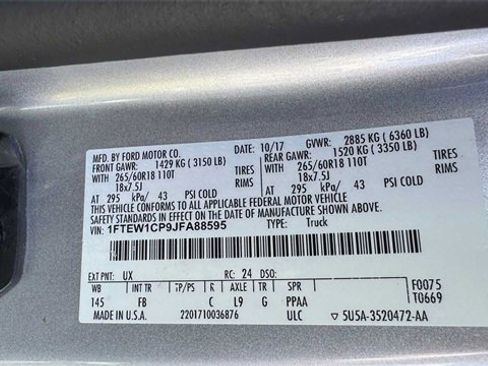 MFD. BY FORD MOTOR CO. DATE: 10/17 GVWR: 2885 KG (6360 LB)
FRONT GAWR: 1429 KG (3150 LB) REAR GAWR: 1520 KG (3350 LB)
WITH 265/60R18 110T TIRES WITH 265/60R18 110T TIRES
18x7.5J RIMS 18x7.5J RIMS
AT 295 kPa/ 43 PSI COLD AT 295 kPa/ 43 PSI COLD
THIS VEHICLE CONFORMS TO ALL APPLICABLE FEDERAL MOTOR VEHICLE
SAFETY STANDARDS IN EFFECT ON THE DATE OF MANUFACTURE SHOWN ABOVE.
VIN: 1FTEW1CP9JFA88595 TYPE: Truck
EXT PNT: UX RC: 24 DSO: F0075
WB INT TR TP/PS R AXLE TR SPR T0669
145 FB C L9 G PPAA
MADE IN U.S.A. 2201710036876 ULC 5U5A-3520472-AA